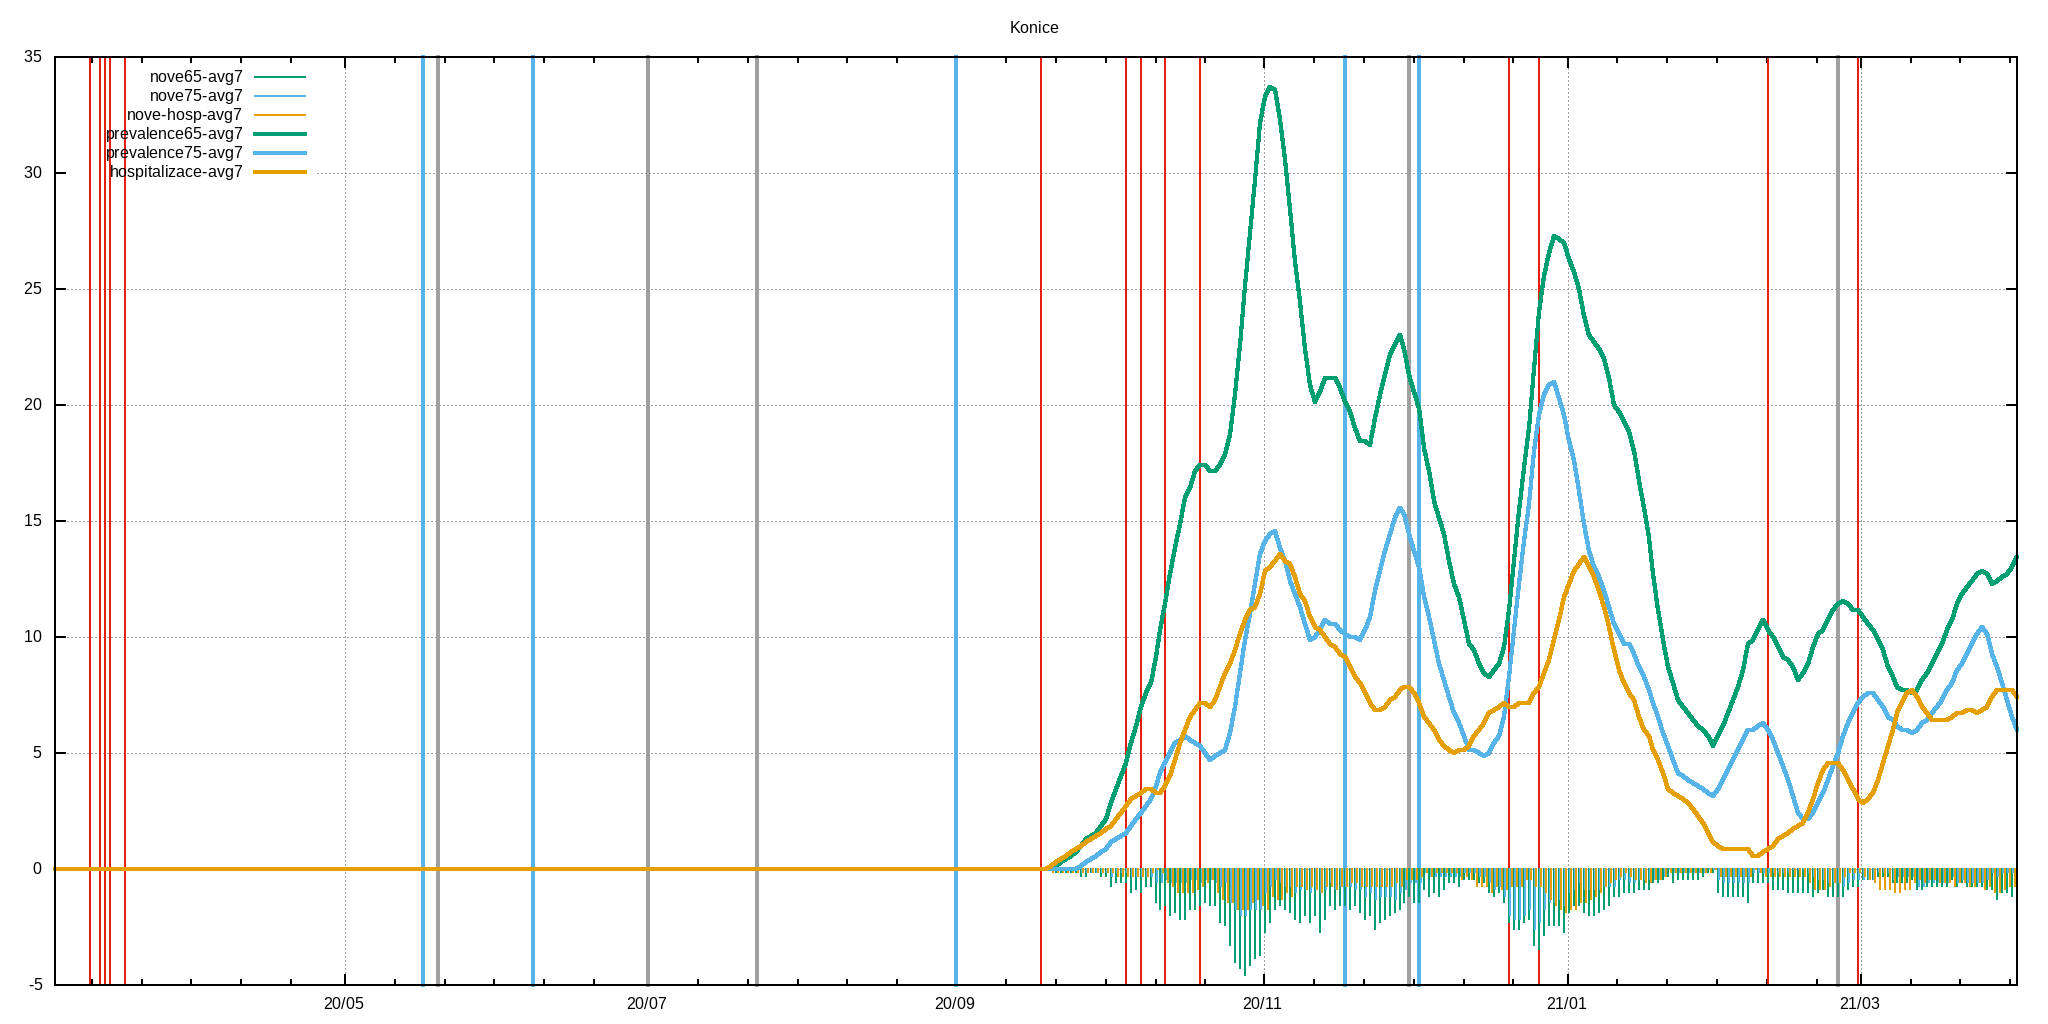 Konice
35
nove65-avg7
nove75-avg7
nove-hosp-avg7
prevalence65-avg7
prevalence75-avg7
hospitalizace-avg7
30
25
20
15
10
5
0
-5
20/05 20/07 20/09 20/11 21/01 21/03